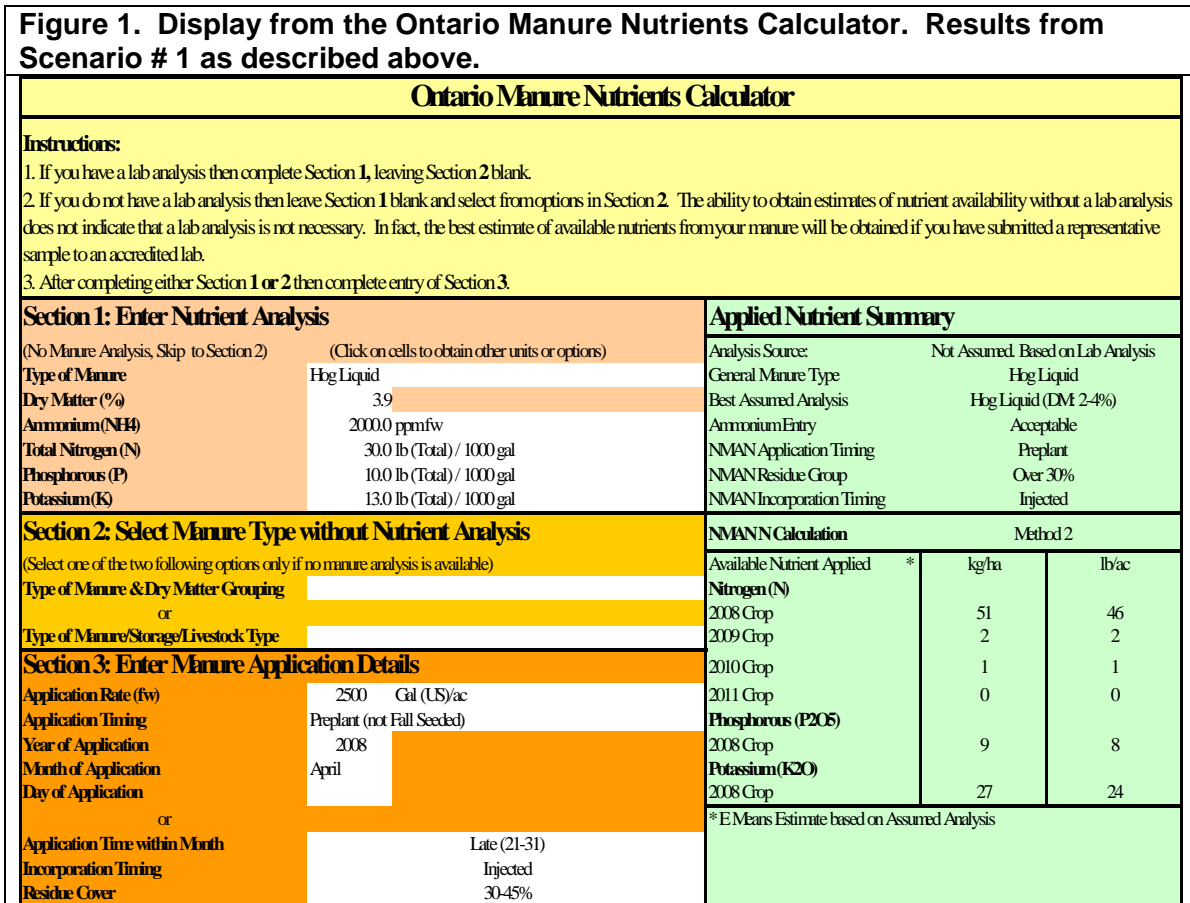 Figure 1. Display from the Ontario Manure Nutrients Calculator. Results from
Scenario # 1 as described above.
Ontario Manure Nutrients Calculator
Instructions:
1. If you have a lab analysis then complete Section 1, leaving Section 2 blank.
2. If you do not have a lab analysis then leave Section 1 blank and select from options in Section 2. The ability to obtain estimates of nutrient availability without a lab analysis
does not indicate that a lab analysis is not necessary. In fact, the best estimate of available nutrients from your manure will be obtained if you have submitted a representative
sample to an accredited lab.
3. After completing either Section 1 or 2 then complete entry of Section 3.
Section 1: Enter Nutrient Analysis
(No Manure Analysis, Skip to Section 2) (Click on cells to obtain other units or options)
Type of Manure Hog Liquid
Dry Matter (%) 3.9
Ammonium (NH4) 2000.0 ppm fw
Total Nitrogen (N) 30.0 lb (Total) / 1000 gal
Phosphorous (P) 10.0 lb (Total) / 1000 gal
Potassium (K) 13.0 lb (Total) / 1000 gal
Section 2: Select Manure Type without Nutrient Analysis
(Select one of the two following options only if no manure analysis is available)
Type of Manure & Dry Matter Grouping
or
Type of Manure/Storage/Livestock Type
Section 3: Enter Manure Application Details
Application Rate (fw) 2500 Gal (US)/ac
Application Timing Preplant (not Fall Seeded)
Year of Application 2008
Month of Application April
Day of Application
or
Application Time within Month Late (21-31)
Incorporation Timing Injected
Residue Cover 30-45%
Applied Nutrient Summary
Analysis Source: Not Assumed. Based on Lab Analysis
General Manure Type Hog Liquid
Best Assumed Analysis Hog Liquid (DM: 2-4%)
Ammonium Entry Acceptable
NMAN Application Timing Preplant
NMAN Residue Group Over 30%
NMAN Incorporation Timing Injected
NMAN N Calculation Method 2
Available Nutrient Applied * kg/ha lb/ac
Nitrogen (N)
2008 Crop 51 46
2009 Crop 2 2
2010 Crop 1 1
2011 Crop 0 0
Phosphorous (P2O5)
2008 Crop 9 8
Potassium (K2O)
2008 Crop 27 24
* E Means Estimate based on Assumed Analysis